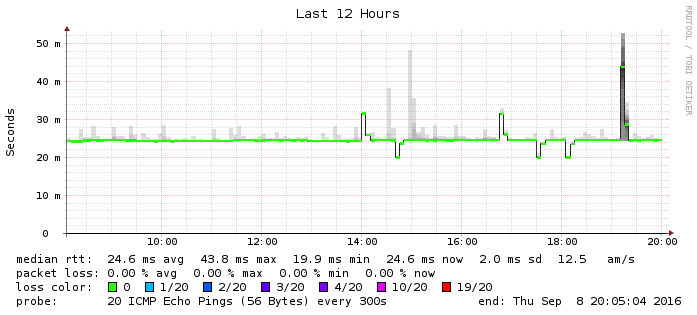 Last 12 Hours
RRDTOOL / TOBI OETIKER
Seconds
50 m
40 m
30 m
20 m
10 m
0
10:00 12:00 14:00 16:00 18:00 20:00
median rtt: 24.6 ms avg 43.8 ms max 19.9 ms min 24.6 ms now 2.0 ms sd 12.5 am/s
packet loss: 0.00 % avg 0.00 % max 0.00 % min 0.00 % now
loss color: 0 1/20 2/20 3/20 4/20 10/20 19/20
probe: 20 ICMP Echo Pings (56 Bytes) every 300s end: Thu Sep 8 20:05:04 2016